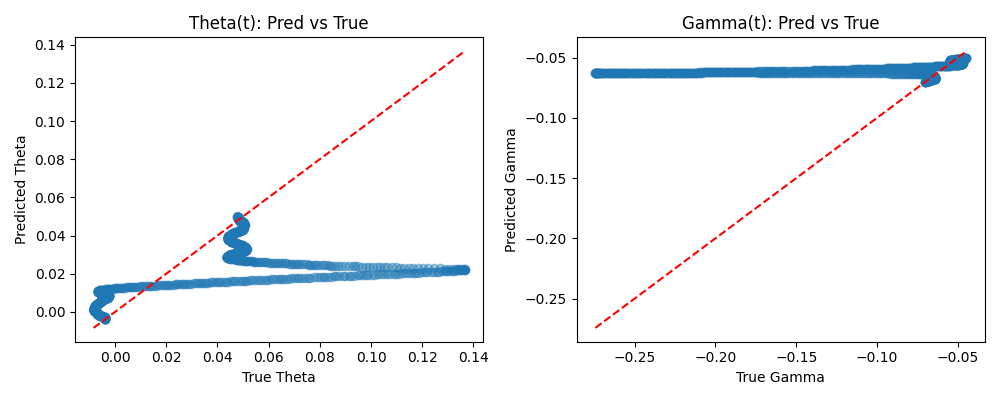 Theta(t): Pred vs True
Predicted Theta
0.14
0.12
0.10
0.08
0.06
0.04
0.02
0.00
0.00 0.02 0.04 0.06 0.08 0.10 0.12 0.14
True Theta
Gamma(t): Pred vs True
Predicted Gamma
−0.05
−0.10
−0.15
−0.20
−0.25
−0.25 −0.20 −0.15 −0.10 −0.05
True Gamma